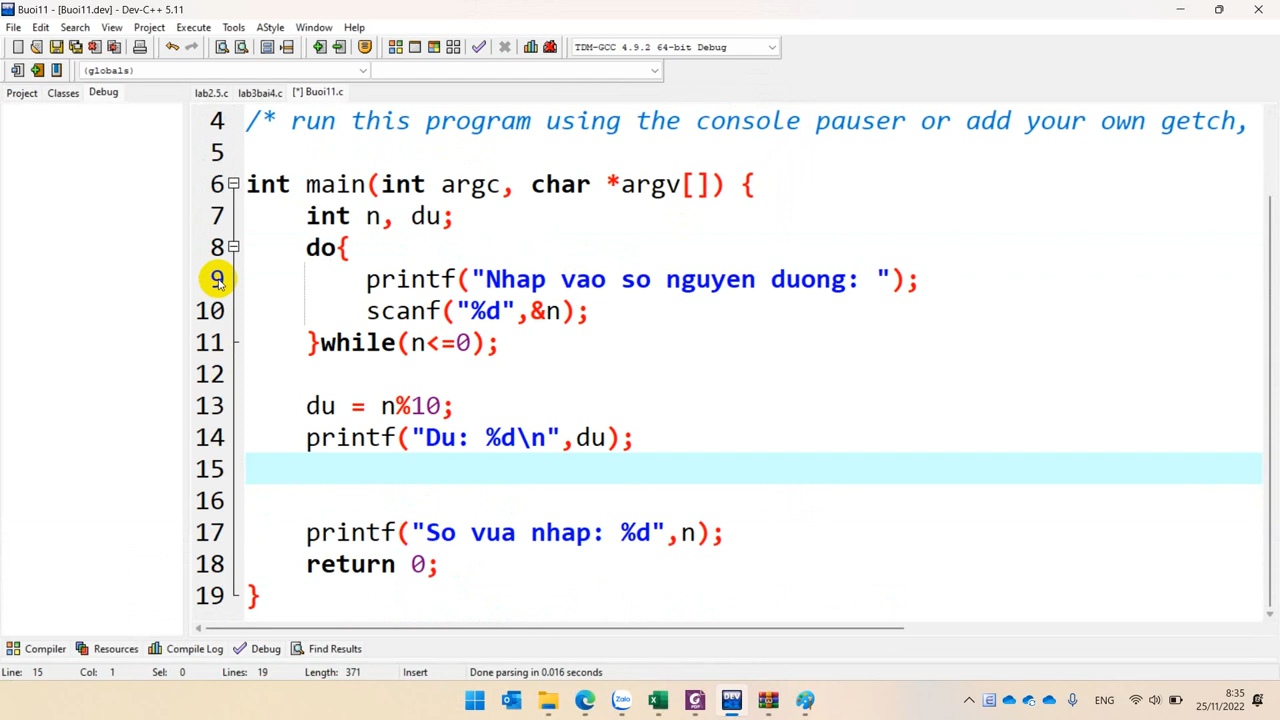 Buoi11 - [Buoi11.dev] - Dev-C++ 5.11
File Edit Search View Project Execute Tools AStyle Window Help
TDM-GCC 4.9.2 64-bit Debug
(globals)
Project Classes Debug
lab2.5.c lab3bai4.c [*] Buoi11.c
4 /* run this program using the console pauser or add your own getch,
5
6 int main(int argc, char *argv[]) {
7 int n, du;
8 do{
9 printf("Nhap vao so nguyen duong: ");
10 scanf("%d",&n);
11 }while(n<=0);
12
13 du = n%10;
14 printf("Du: %d\n",du);
15
16
17 printf("So vua nhap: %d",n);
18 return 0;
19 }
Compiler Resources Compile Log Debug Find Results
Line: 15 Col: 1 Sel: 0 Lines: 19 Length: 371 Insert Done parsing in 0.016 seconds
Zalo PDF DEV ENG 8:35
25/11/2022